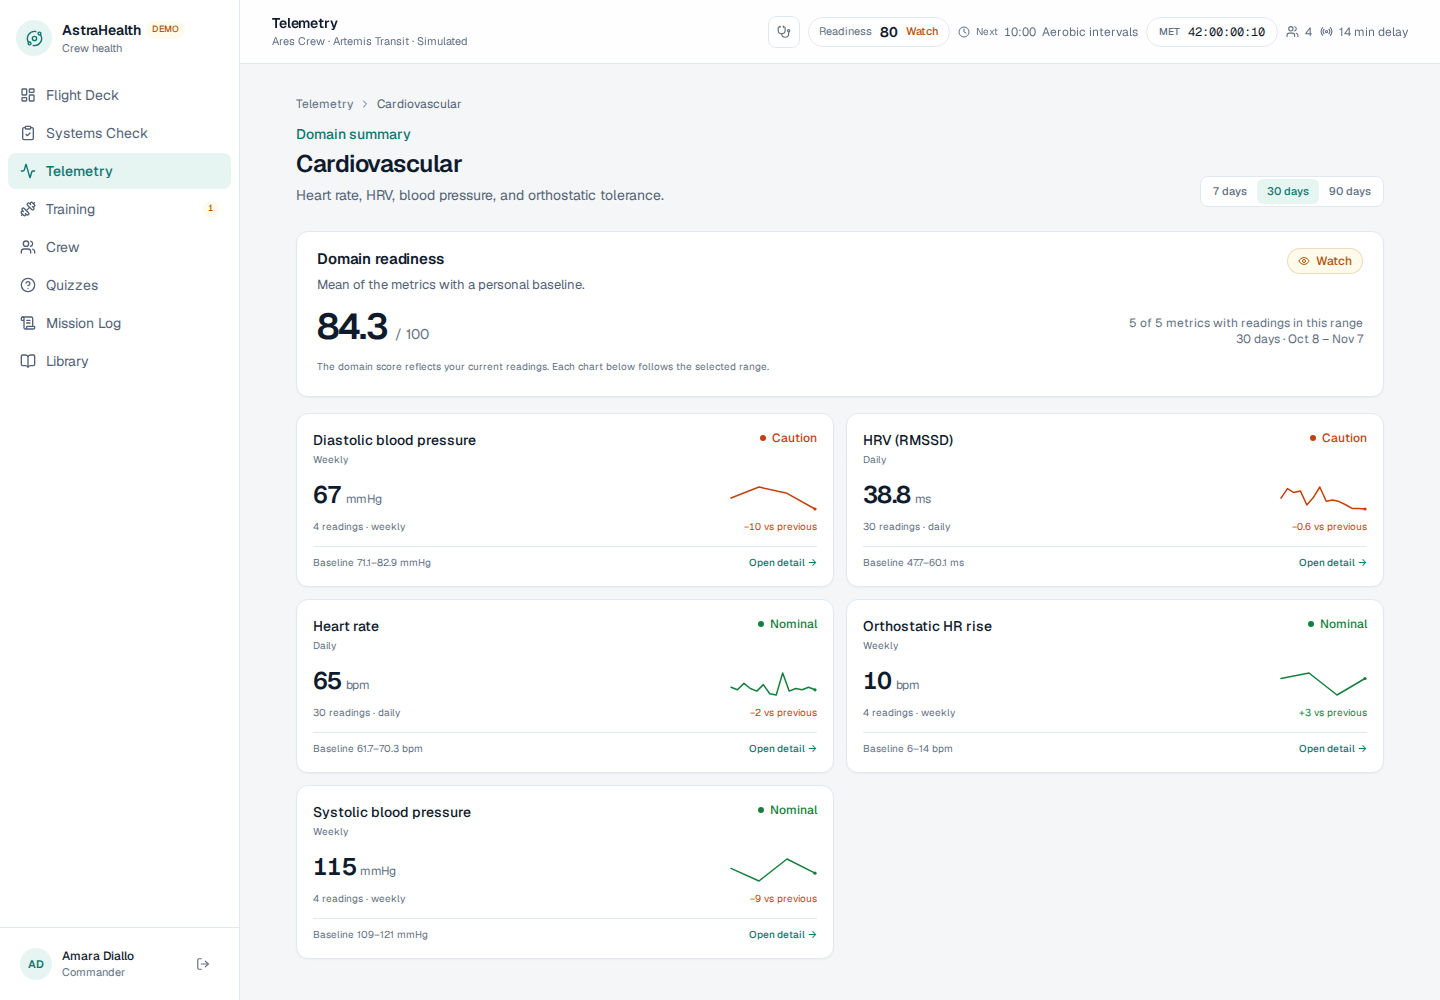 AstraHealth DEMO
Crew health
Flight Deck
Systems Check
Telemetry
Training 1
Crew
Quizzes
Mission Log
Library
AD
Amara Diallo
Commander
Telemetry
Ares Crew · Artemis Transit · Simulated
Readiness 80 Watch
Next 10:00 Aerobic intervals
MET 42:00:00:10
4
14 min delay
Telemetry > Cardiovascular
Domain summary
Cardiovascular
Heart rate, HRV, blood pressure, and orthostatic tolerance.
7 days 30 days 90 days
Domain readiness
Watch
Mean of the metrics with a personal baseline.
84.3 / 100
5 of 5 metrics with readings in this range
30 days · Oct 8 – Nov 7
The domain score reflects your current readings. Each chart below follows the selected range.
Diastolic blood pressure
Caution
Weekly
67 mmHg
4 readings · weekly
−10 vs previous
Baseline 71.1–82.9 mmHg
Open detail →
HRV (RMSSD)
Caution
Daily
38.8 ms
30 readings · daily
−0.6 vs previous
Baseline 47.7–60.1 ms
Open detail →
Heart rate
Nominal
Daily
65 bpm
30 readings · daily
−2 vs previous
Baseline 61.7–70.3 bpm
Open detail →
Orthostatic HR rise
Nominal
Weekly
10 bpm
4 readings · weekly
+3 vs previous
Baseline 6–14 bpm
Open detail →
Systolic blood pressure
Nominal
Weekly
115 mmHg
4 readings · weekly
−9 vs previous
Baseline 109–121 mmHg
Open detail →